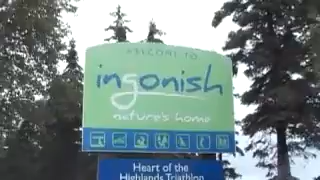 WELCOME TO
ingonish
nature's home
Heart of the
Highlands Triathlon